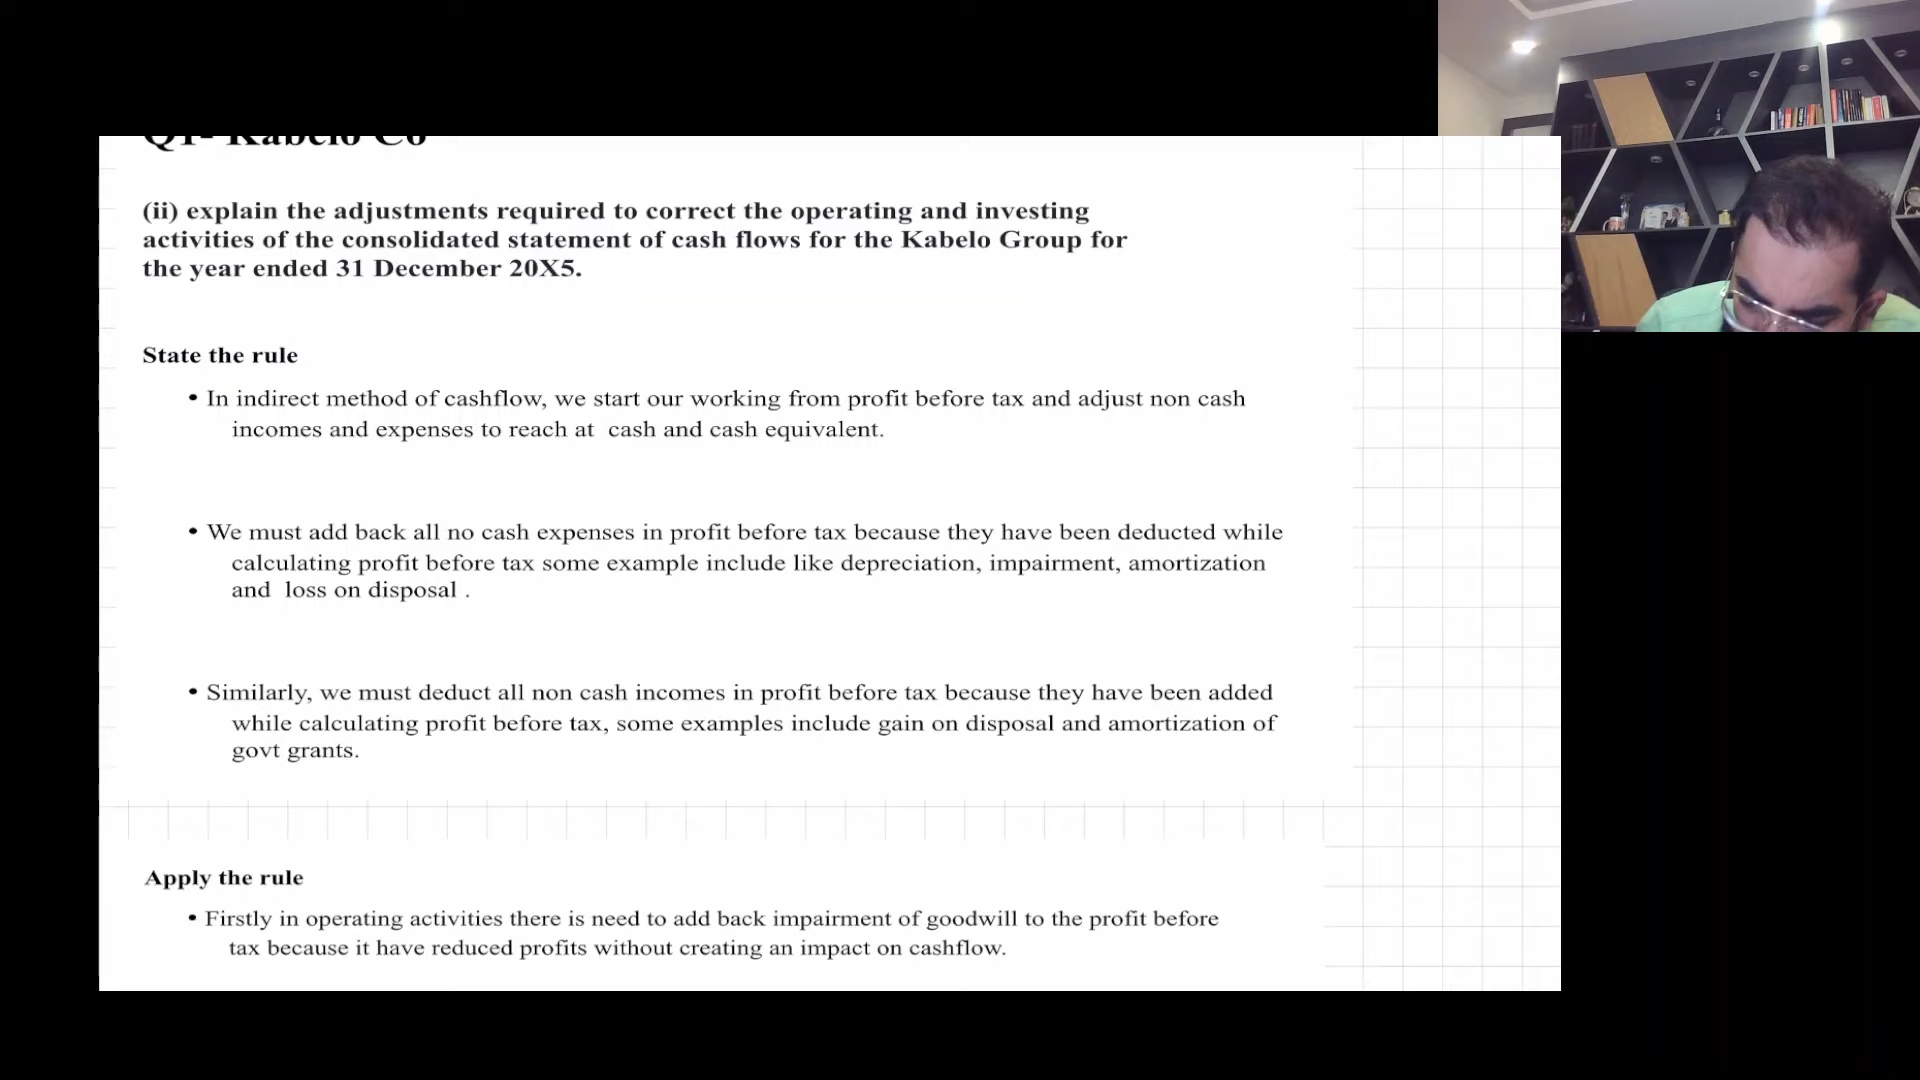 Q1- Kabelo Co
(ii) explain the adjustments required to correct the operating and investing
activities of the consolidated statement of cash flows for the Kabelo Group for
the year ended 31 December 20X5.
State the rule
• In indirect method of cashflow, we start our working from profit before tax and adjust non cash
incomes and expenses to reach at cash and cash equivalent.
• We must add back all no cash expenses in profit before tax because they have been deducted while
calculating profit before tax some example include like depreciation, impairment, amortization
and loss on disposal .
• Similarly, we must deduct all non cash incomes in profit before tax because they have been added
while calculating profit before tax, some examples include gain on disposal and amortization of
govt grants.
Apply the rule
• Firstly in operating activities there is need to add back impairment of goodwill to the profit before
tax because it have reduced profits without creating an impact on cashflow.